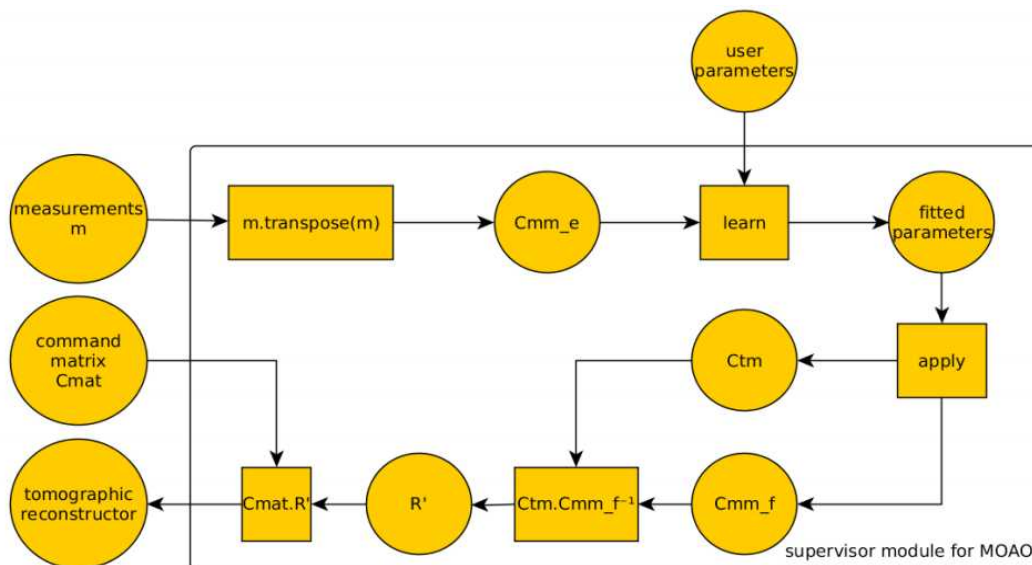 user
parameters
measurements
m
m.transpose(m)
Cmm_e
learn
fitted
parameters
command
matrix
Cmat
Ctm
apply
tomographic
reconstructor
Cmat.R'
R'
Ctm.Cmm_f⁻¹
Cmm_f
supervisor module for MOAO